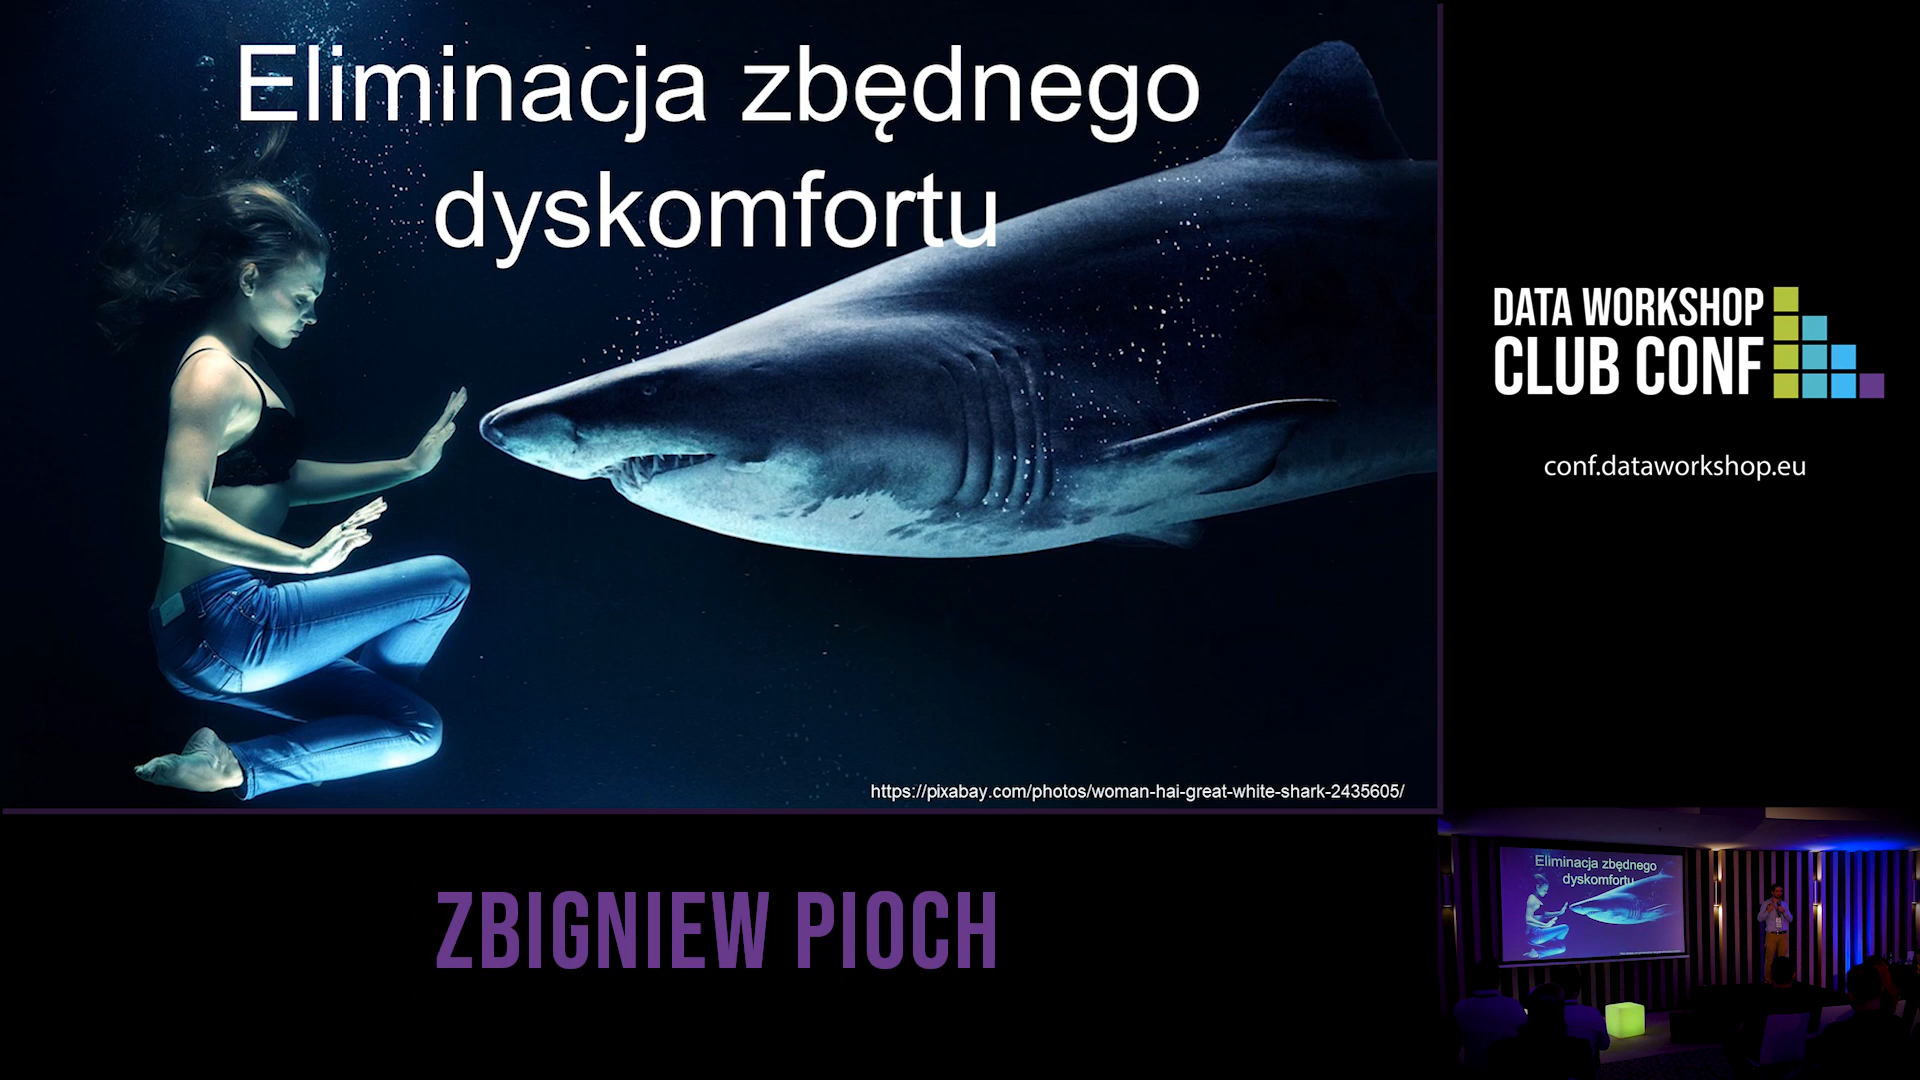 Eliminacja zbędnego
dyskomfortu
https://pixabay.com/photos/woman-hai-great-white-shark-2435605/
DATA WORKSHOP
CLUB CONF
conf.dataworkshop.eu
ZBIGNIEW PIOCH
Eliminacja zbędnego
dyskomfortu